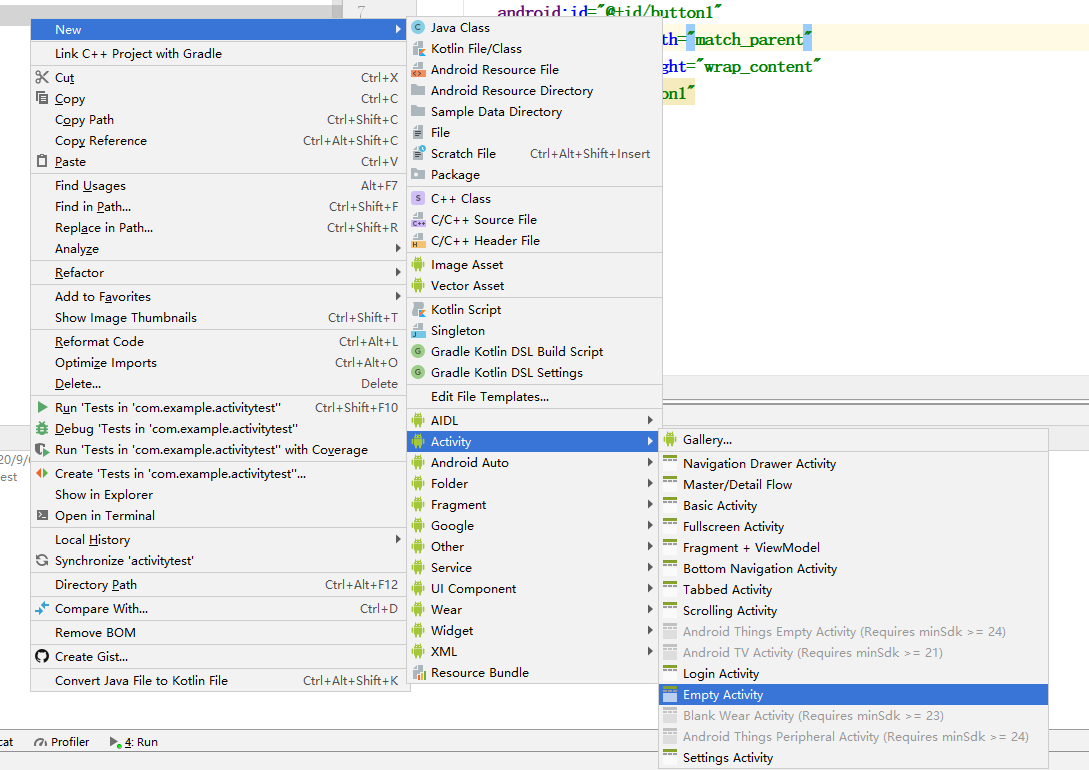 7
android:id="@+id/button1"
th="match_parent"
ght="wrap_content"
on1"
New
Link C++ Project with Gradle
Cut Ctrl+X
Copy Ctrl+C
Copy Path Ctrl+Shift+C
Copy Reference Ctrl+Alt+Shift+C
Paste Ctrl+V
Find Usages Alt+F7
Find in Path... Ctrl+Shift+F
Replace in Path... Ctrl+Shift+R
Analyze
Refactor
Add to Favorites
Show Image Thumbnails Ctrl+Shift+T
Reformat Code Ctrl+Alt+L
Optimize Imports Ctrl+Alt+O
Delete... Delete
Run 'Tests in 'com.example.activitytest'' Ctrl+Shift+F10
Debug 'Tests in 'com.example.activitytest''
Run 'Tests in 'com.example.activitytest'' with Coverage
Create 'Tests in 'com.example.activitytest''...
Show in Explorer
Open in Terminal
Local History
Synchronize 'activitytest'
Directory Path Ctrl+Alt+F12
Compare With... Ctrl+D
Remove BOM
Create Gist...
Convert Java File to Kotlin File Ctrl+Alt+Shift+K
Java Class
Kotlin File/Class
Android Resource File
Android Resource Directory
Sample Data Directory
File
Scratch File Ctrl+Alt+Shift+Insert
Package
C++ Class
C/C++ Source File
C/C++ Header File
Image Asset
Vector Asset
Kotlin Script
Singleton
Gradle Kotlin DSL Build Script
Gradle Kotlin DSL Settings
Edit File Templates...
AIDL
Activity
Android Auto
Folder
Fragment
Google
Other
Service
UI Component
Wear
Widget
XML
Resource Bundle
Gallery...
Navigation Drawer Activity
Master/Detail Flow
Basic Activity
Fullscreen Activity
Fragment + ViewModel
Bottom Navigation Activity
Tabbed Activity
Scrolling Activity
Android Things Empty Activity (Requires minSdk >= 24)
Android TV Activity (Requires minSdk >= 21)
Login Activity
Empty Activity
Blank Wear Activity (Requires minSdk >= 23)
Android Things Peripheral Activity (Requires minSdk >= 24)
Settings Activity
20/9/
est
cat Profiler 4: Run